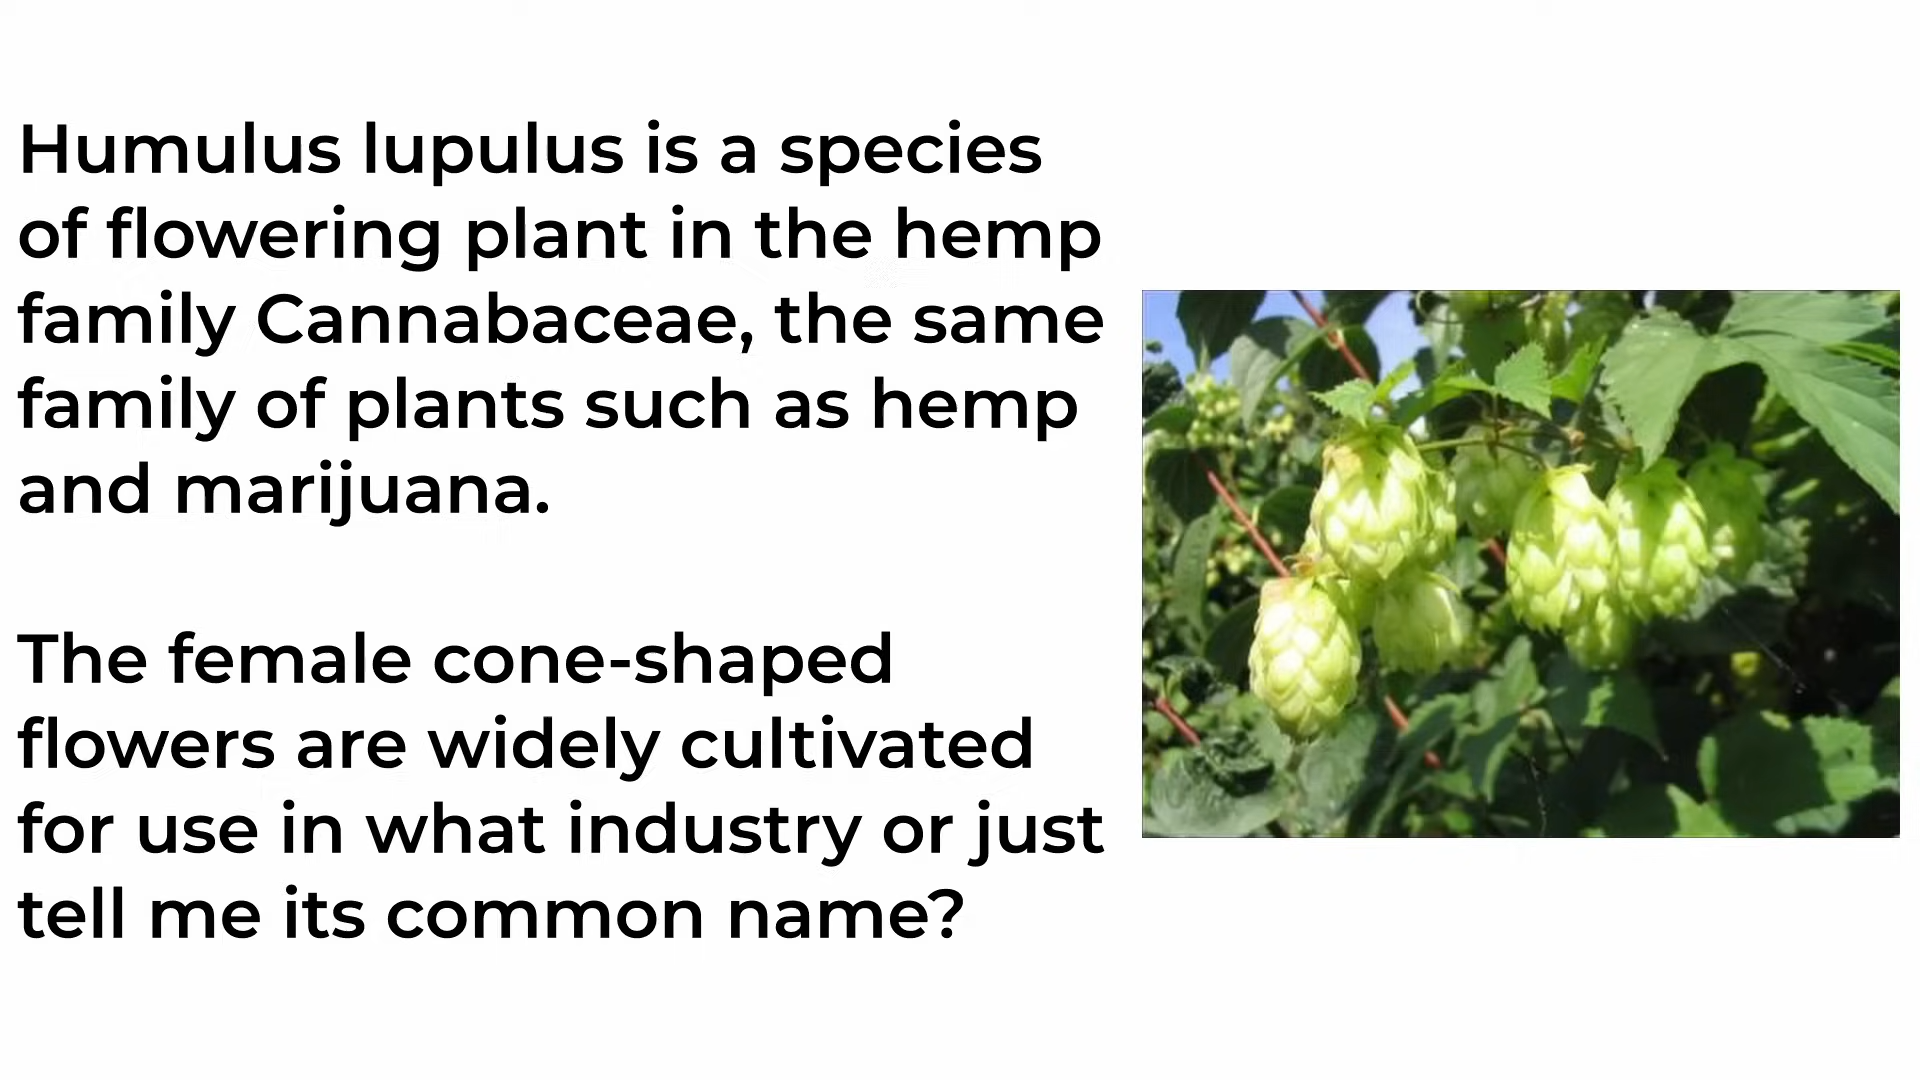 Humulus lupulus is a species
of flowering plant in the hemp
family Cannabaceae, the same
family of plants such as hemp
and marijuana.
The female cone-shaped
flowers are widely cultivated
for use in what industry or just
tell me its common name?